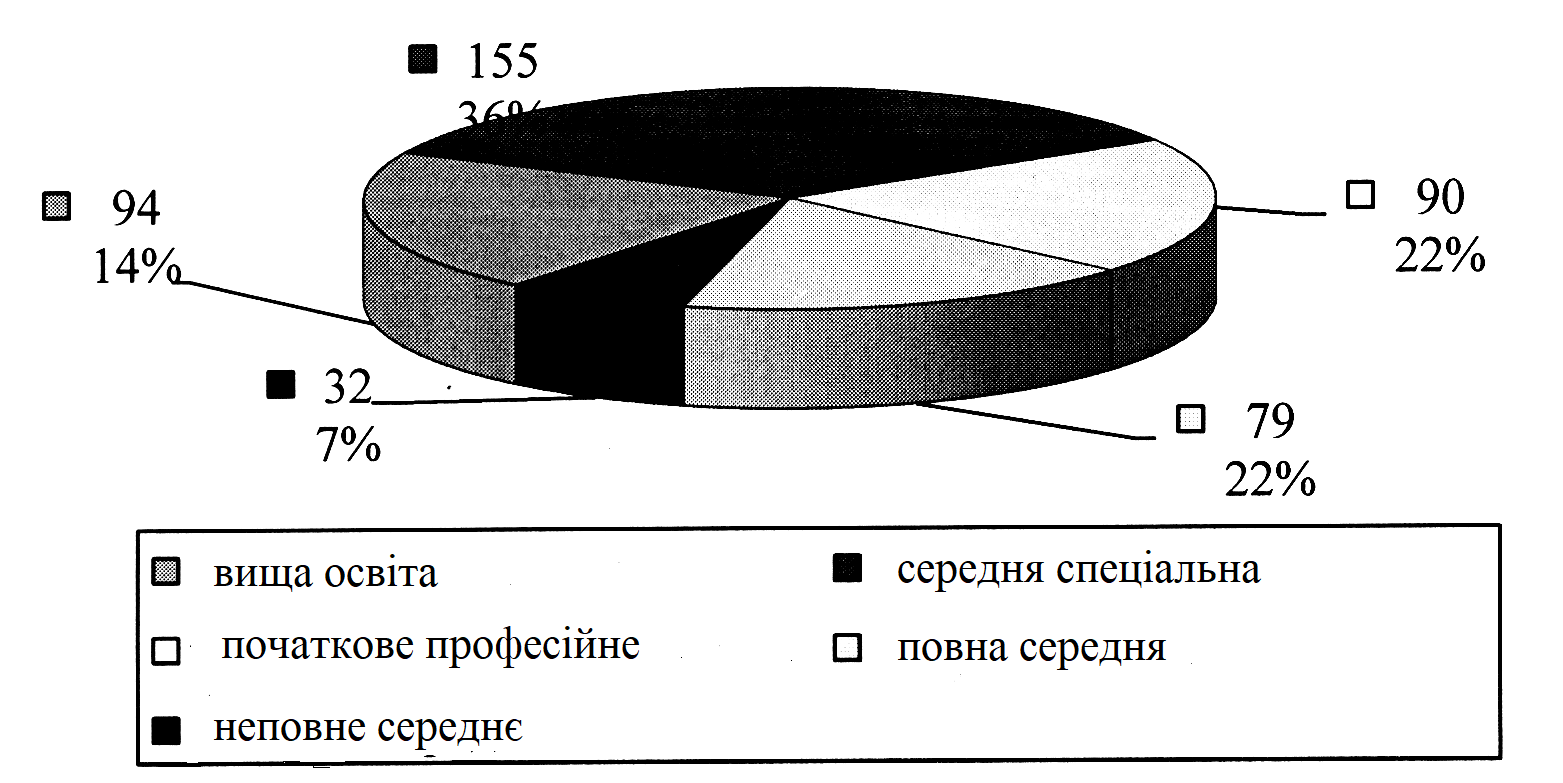 155
36%
94
14%
90
22%
32
7%
79
22%
вища освіта
середня спеціальна
початкове професійне
повна середня
неповне середнє